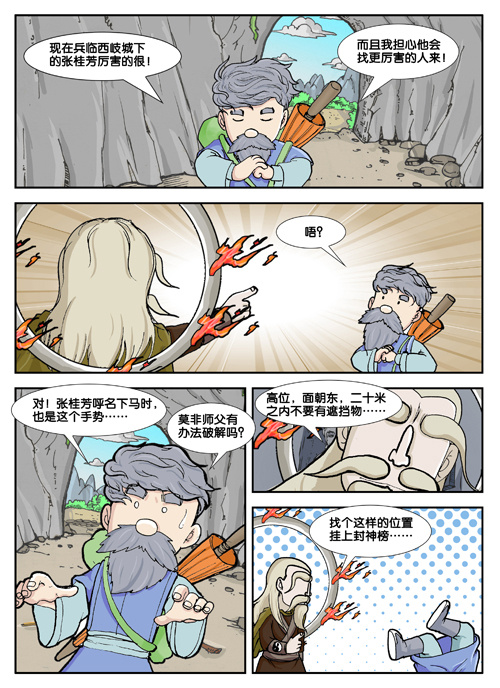 现在兵临西岐城下
的张桂芳厉害的很！
而且我担心他会
找更厉害的人来！
唔？
对！张桂芳呼名下马时，
也是这个手势……
莫非师父有
办法破解吗？
高位，面朝东，二十米
之内不要有遮挡物……
找个这样的位置
挂上封神榜……